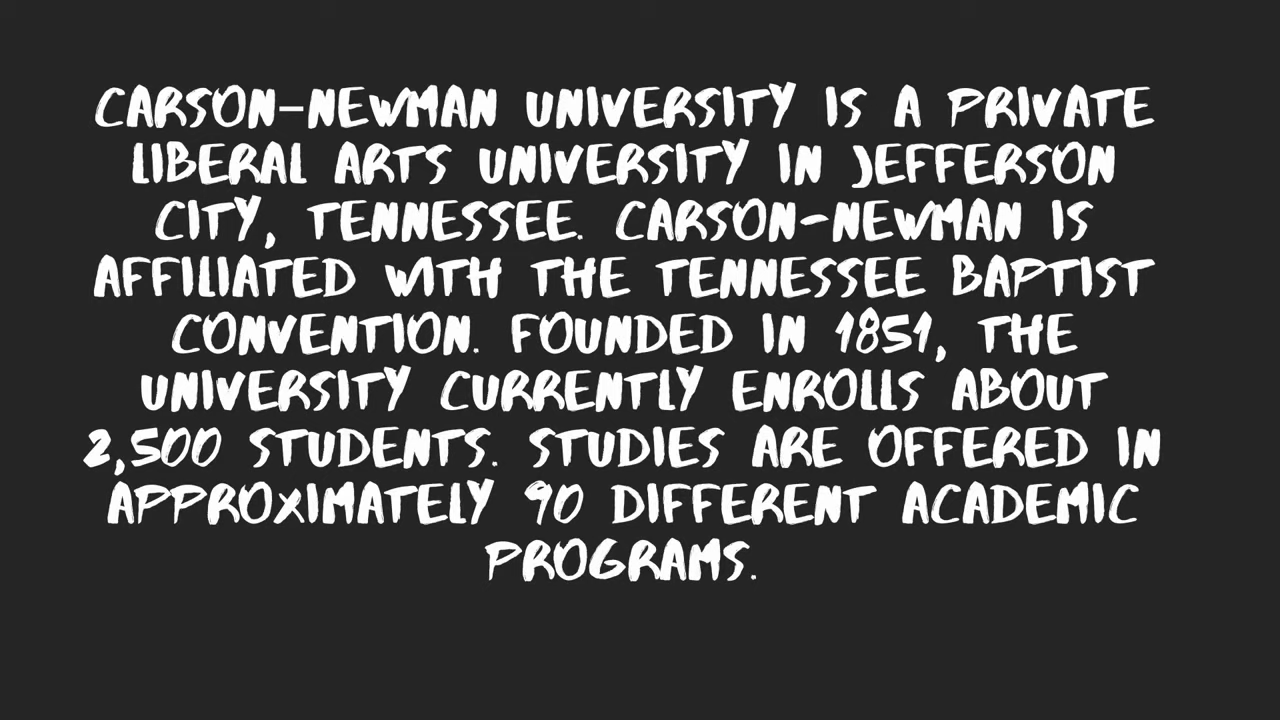 CARSON-NEWMAN UNIVERSITY IS A PRIVATE
LIBERAL ARTS UNIVERSITY IN JEFFERSON
CITY, TENNESSEE. CARSON-NEWMAN IS
AFFILIATED WITH THE TENNESSEE BAPTIST
CONVENTION. FOUNDED IN 1851, THE
UNIVERSITY CURRENTLY ENROLLS ABOUT
2,500 STUDENTS. STUDIES ARE OFFERED IN
APPROXIMATELY 90 DIFFERENT ACADEMIC
PROGRAMS.